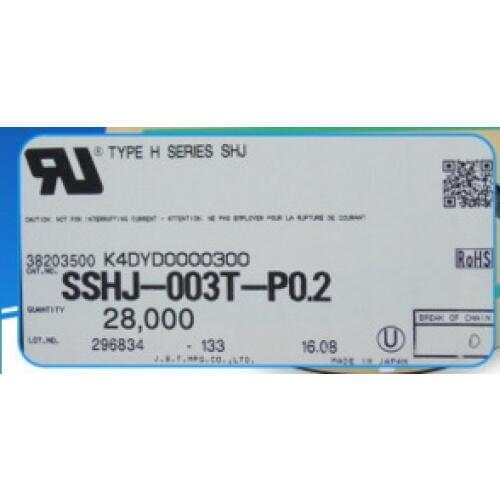 RU ® TYPE H SERIES SHJ
CAUTION: NOT FOR INTERRUPTING CURRENT - ATTENTION: NE PAS EMPLOYER POUR LA RUPTURE DE COURANT
38203500 K4DYD0000300 RoHS
CAT.NO. SSHJ-003T-P0.2
QUANTITY 28,000
BREAK OF CHAIN
LOT.NO. 296834 - 133 16.08 U 0
J.S.T.MFG.CO.,LTD. MADE IN JAPAN